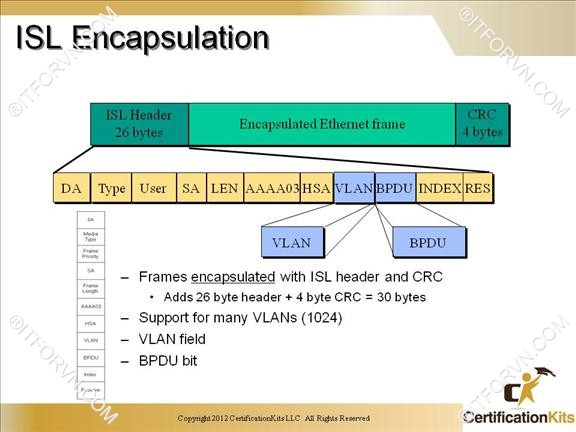 ISL Encapsulation
ISL Header
26 bytes
Encapsulated Ethernet frame
CRC
4 bytes
DA Type User SA LEN AAAA03 HSA VLAN BPDU INDEX RES
VLAN
BPDU
DA
Media
Type
Frame
Priority
SA
Frame
Length
AAAA03
HSA
VLAN
BPDU
Index
– Frames encapsulated with ISL header and CRC
• Adds 26 byte header + 4 byte CRC = 30 bytes
– Support for many VLANs (1024)
– VLAN field
– BPDU bit
Copyright 2012 CertificationKits LLC All Rights Reserved
CertificationKits
®ITFORVN.COM
®ITFORVN.COM
®ITFORVN.COM
®ITFORVN.COM